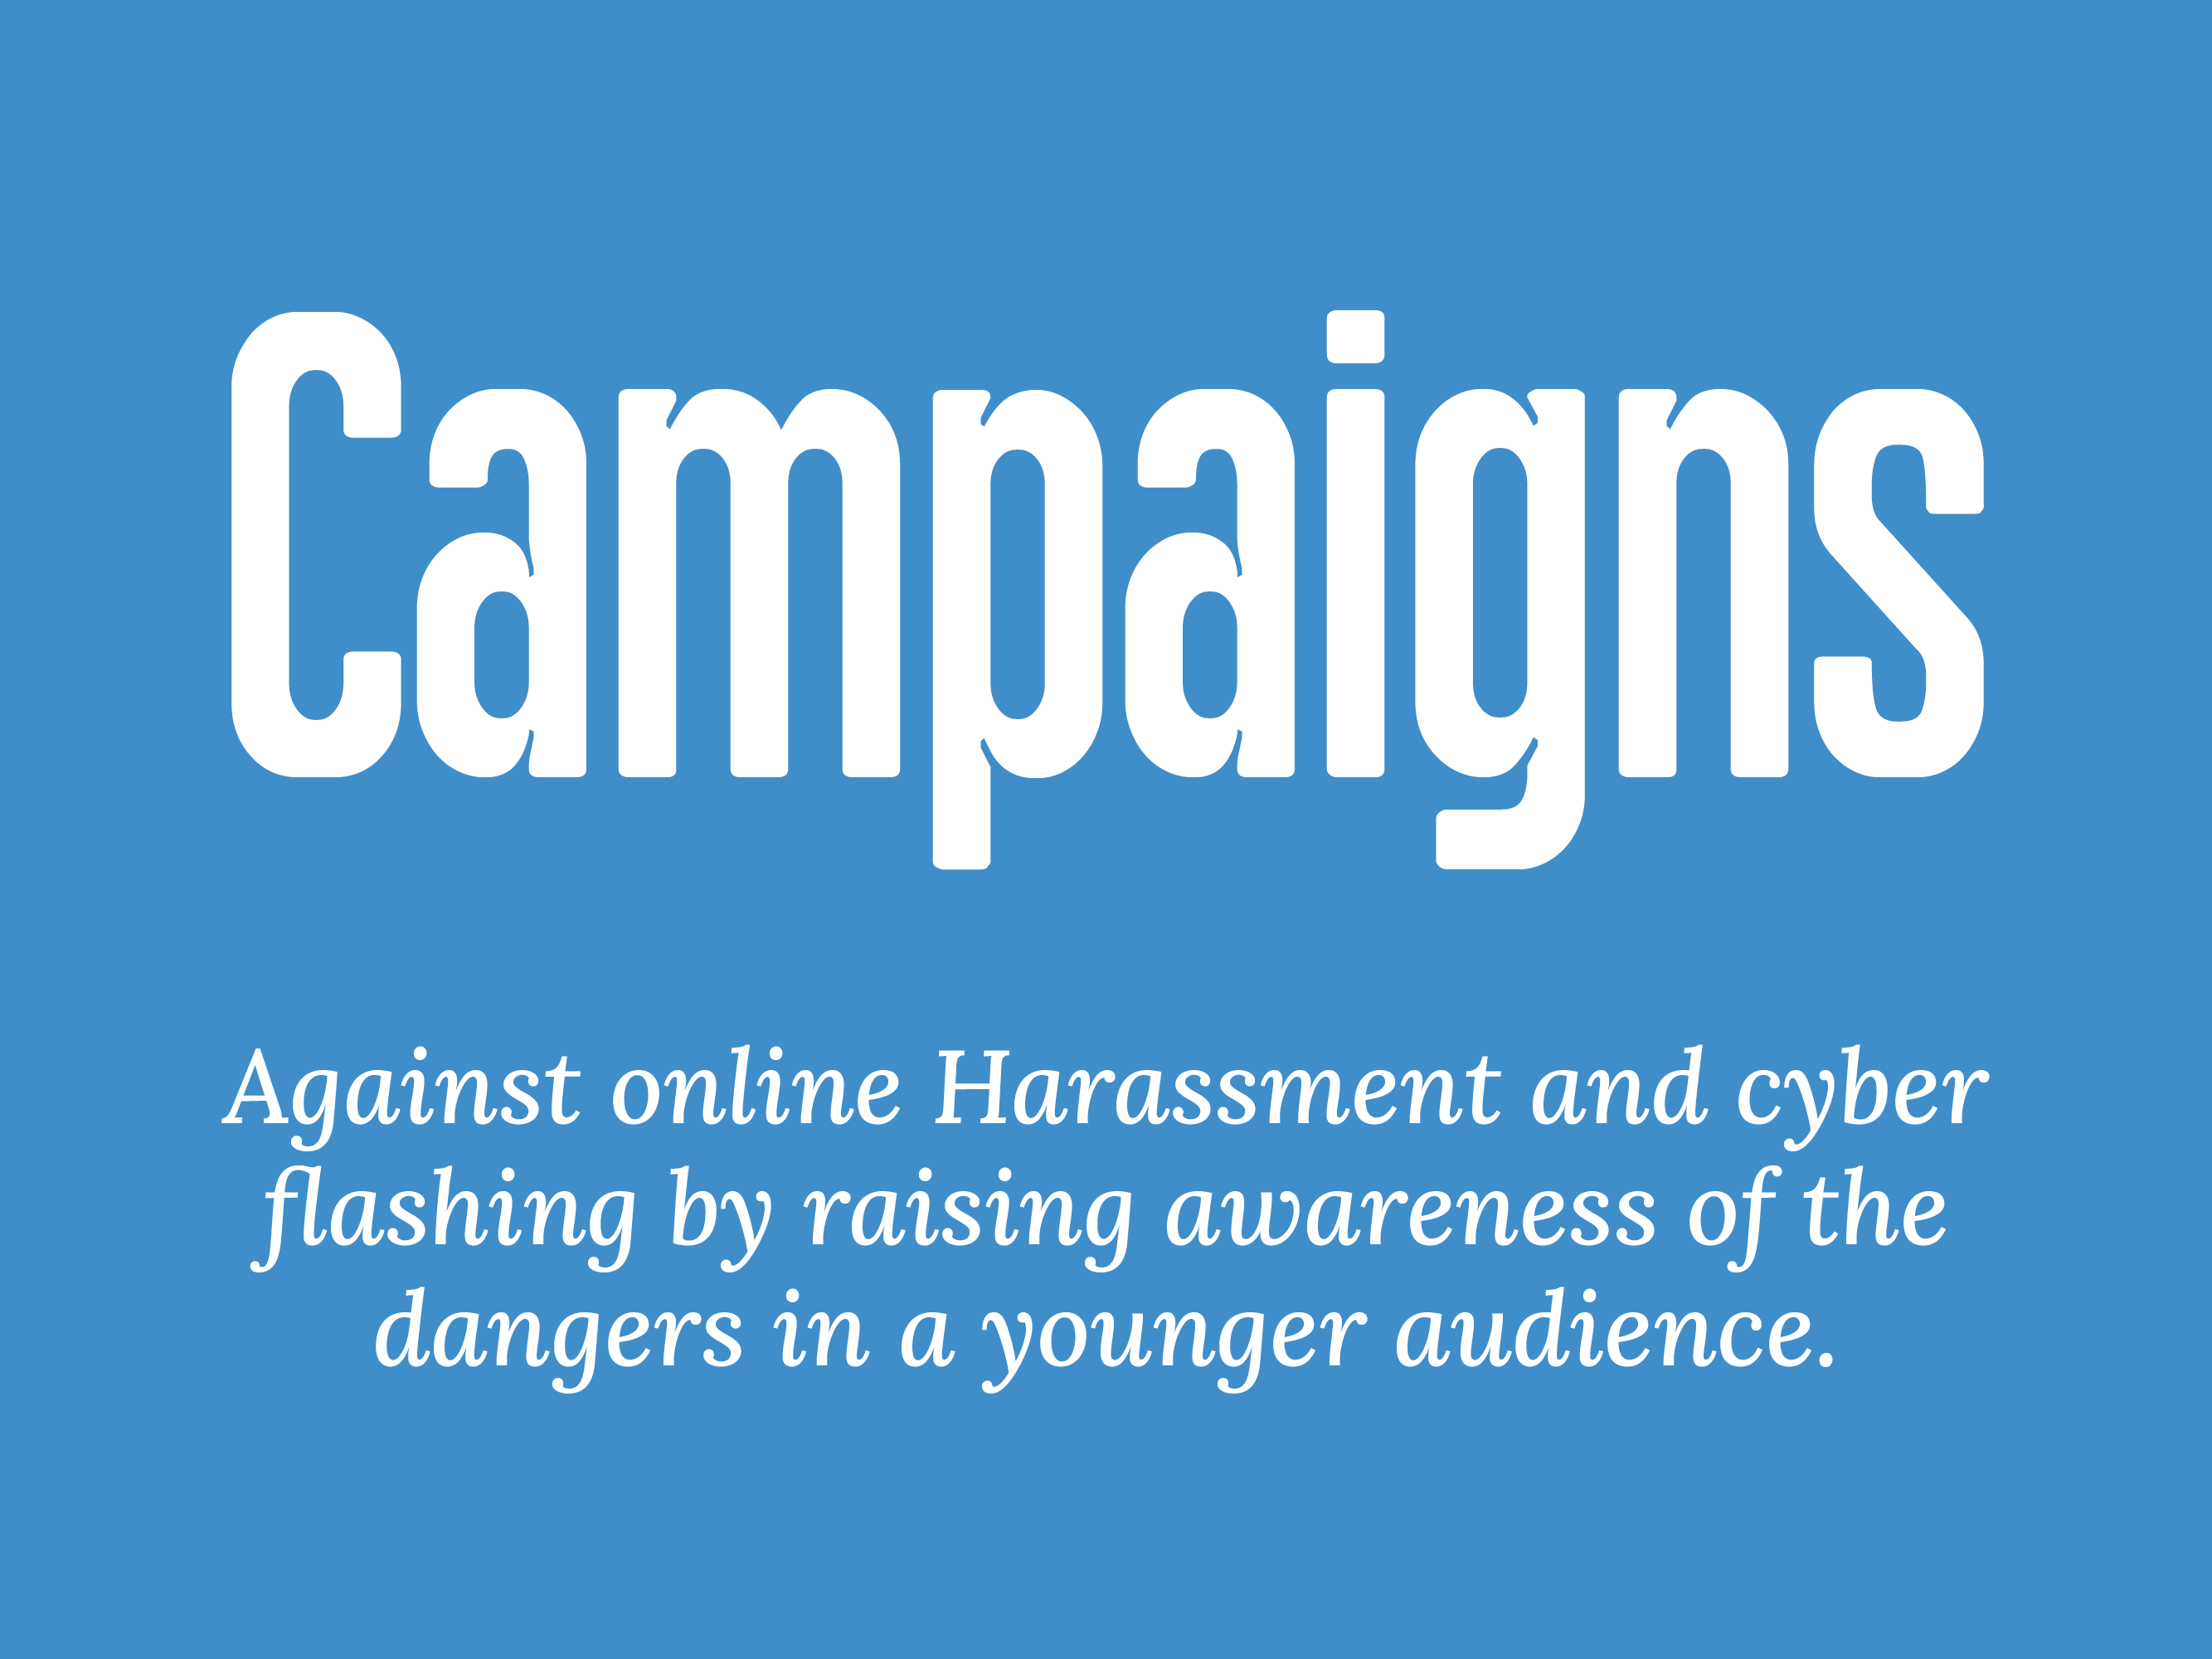 Campaigns
Against online Harassment and cyber
flashing by raising awareness of the
dangers in a younger audience.